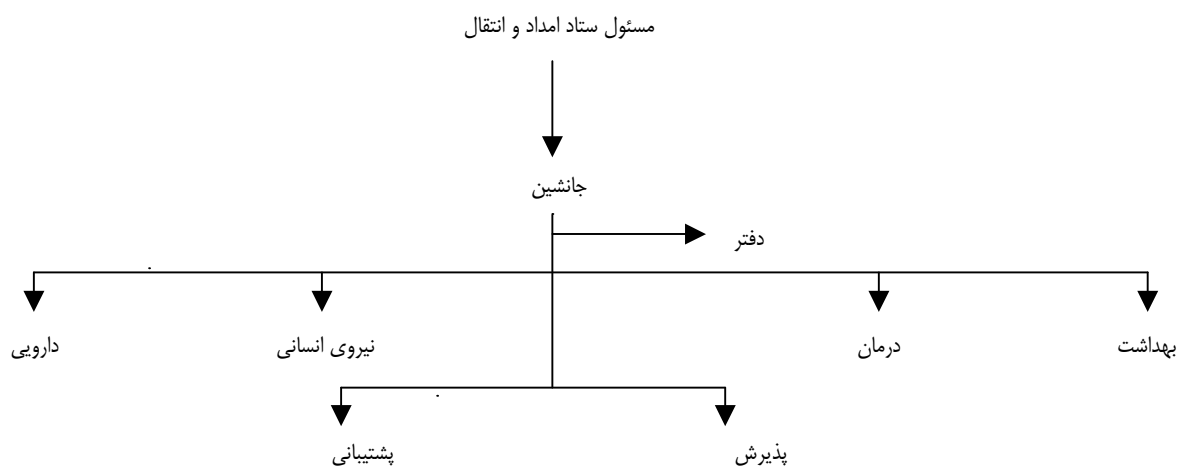 مسئول ستاد امداد و انتقال
جانشین
دفتر
بهداشت
درمان
نیروی انسانی
دارویی
پذیرش
پشتیبانی